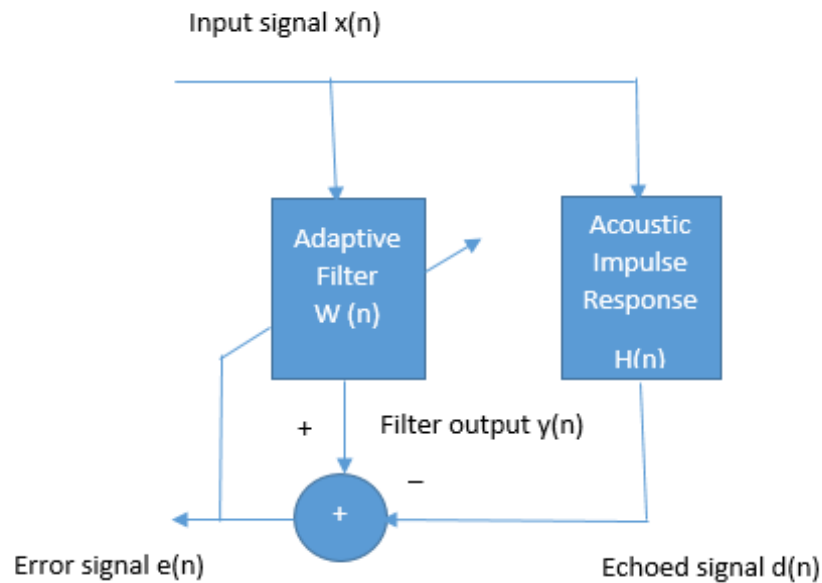 Input signal x(n)
Adaptive
Filter
W (n)
Acoustic
Impulse
Response
H(n)
+
Filter output y(n)
–
+
Error signal e(n)
Echoed signal d(n)